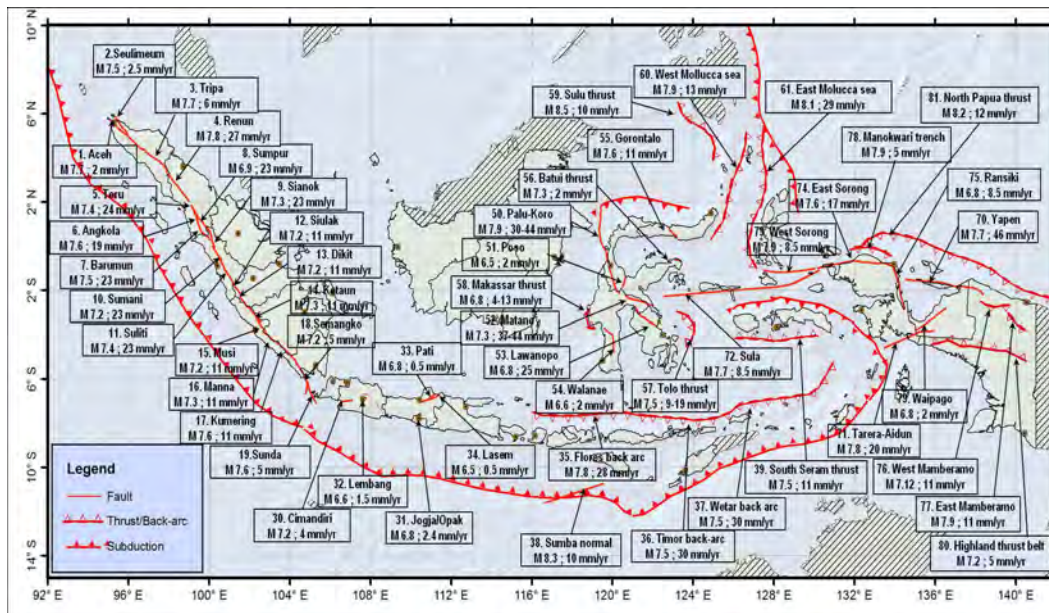 10° N
6° N
2° N
2° S
6° S
10° S
14° S
2.Seulimeum
M 7.5 ; 2.5 mm/yr
3. Tripa
M 7.7 ; 6 mm/yr
4. Renun
M 7.8 ; 27 mm/yr
1. Aceh
M 7.7 ; 2 mm/yr
8. Sumpur
M 6.9 ; 23 mm/yr
5. Toru
M 7.4 ; 24 mm/yr
9. Sianok
M 7.3 ; 23 mm/yr
6. Angkola
M 7.6 ; 19 mm/yr
12. Siulak
M 7.2 ; 11 mm/yr
7. Barumun
M 7.5 ; 23 mm/yr
13. Dikit
M 7.2 ; 11 mm/yr
10. Sumani
M 7.2 ; 23 mm/yr
14. Ketaun
M 7.3 ; 11 mm/yr
11. Suliti
M 7.4 ; 23 mm/yr
18.Semangko
M 7.2 ; 5 mm/yr
15. Musi
M 7.2 ; 11 mm/yr
16. Manna
M 7.3 ; 11 mm/yr
17. Kumering
M 7.6 ; 11 mm/yr
19.Sunda
M 7.6 ; 5 mm/yr
33. Pati
M 6.8 ; 0.5 mm/yr
34. Lasem
M 6.5 ; 0.5 mm/yr
32. Lembang
M 6.6 ; 1.5 mm/yr
30. Cimandiri
M 7.2 ; 4 mm/yr
31. Jogja/Opak
M 6.8 ; 2.4 mm/yr
60. West Mollucca sea
M 7.9 ; 13 mm/yr
59. Sulu thrust
M 8.5 ; 10 mm/yr
61. East Molucca sea
M 8.1 ; 29 mm/yr
81. North Papua thrust
M 8.2 ; 12 mm/yr
55. Gorontalo
M 7.6 ; 11 mm/yr
78. Manokwari trench
M 7.9 ; 5 mm/yr
56. Batui thrust
M 7.3 ; 2 mm/yr
74. East Sorong
M 7.6 ; 17 mm/yr
75. Ransiki
M 6.8 ; 8.5 mm/yr
50. Palu-Koro
M 7.9 ; 30-44 mm/yr
70. Yapen
M 7.7 ; 46 mm/yr
West Sorong
M 7.9 ; 8.5 mm/yr
51. Poso
M 6.5 ; 2 mm/yr
58. Makassar thrust
M 6.8 ; 4-13 mm/yr
52. Matano
M 7.3 ; 37-44 mm/yr
53. Lawanopo
M 6.8 ; 25 mm/yr
72. Sula
M 7.7 ; 8.5 mm/yr
54. Walanae
M 6.6 ; 2 mm/yr
57. Tolo thrust
M 7.5 ; 9-19 mm/yr
79. Waipago
M 6.8 ; 2 mm/yr
71. Tarera-Aidun
M 7.8 ; 20 mm/yr
35. Flores back arc
M 7.8 ; 28 mm/yr
39. South Seram thrust
M 7.5 ; 11 mm/yr
76. West Mamberamo
M 7.12 ; 11 mm/yr
37. Wetar back arc
M 7.5 ; 30 mm/yr
77. East Mamberamo
M 7.9 ; 11 mm/yr
36. Timor back-arc
M 7.5 ; 30 mm/yr
38. Sumba normal
M 8.3 ; 10 mm/yr
80. Highland thrust belt
M 7.2 ; 5 mm/yr
Legend
Fault
Thrust/Back-arc
Subduction
92° E
96° E
100° E
104° E
108° E
112° E
116° E
120° E
124° E
128° E
132° E
136° E
140° E